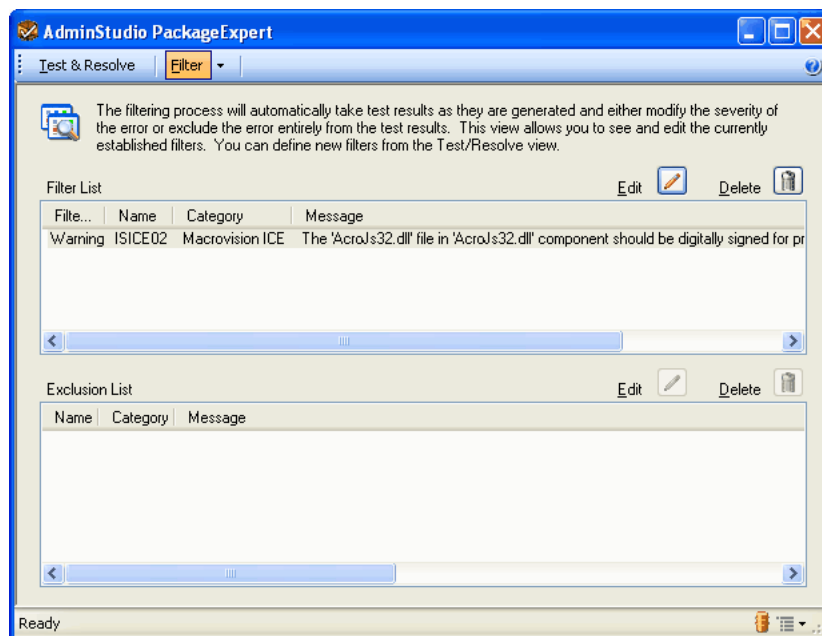 AdminStudio PackageExpert
Test & Resolve Filter
The filtering process will automatically take test results as they are generated and either modify the severity of
the error or exclude the error entirely from the test results. This view allows you to see and edit the currently
established filters. You can define new filters from the Test/Resolve view.
Filter List Edit Delete
Filte... Name Category Message
Warning ISICE02 Macrovision ICE The 'AcroJs32.dll' file in 'AcroJs32.dll' component should be digitally signed for pr
Exclusion List Edit Delete
Name Category Message
Ready